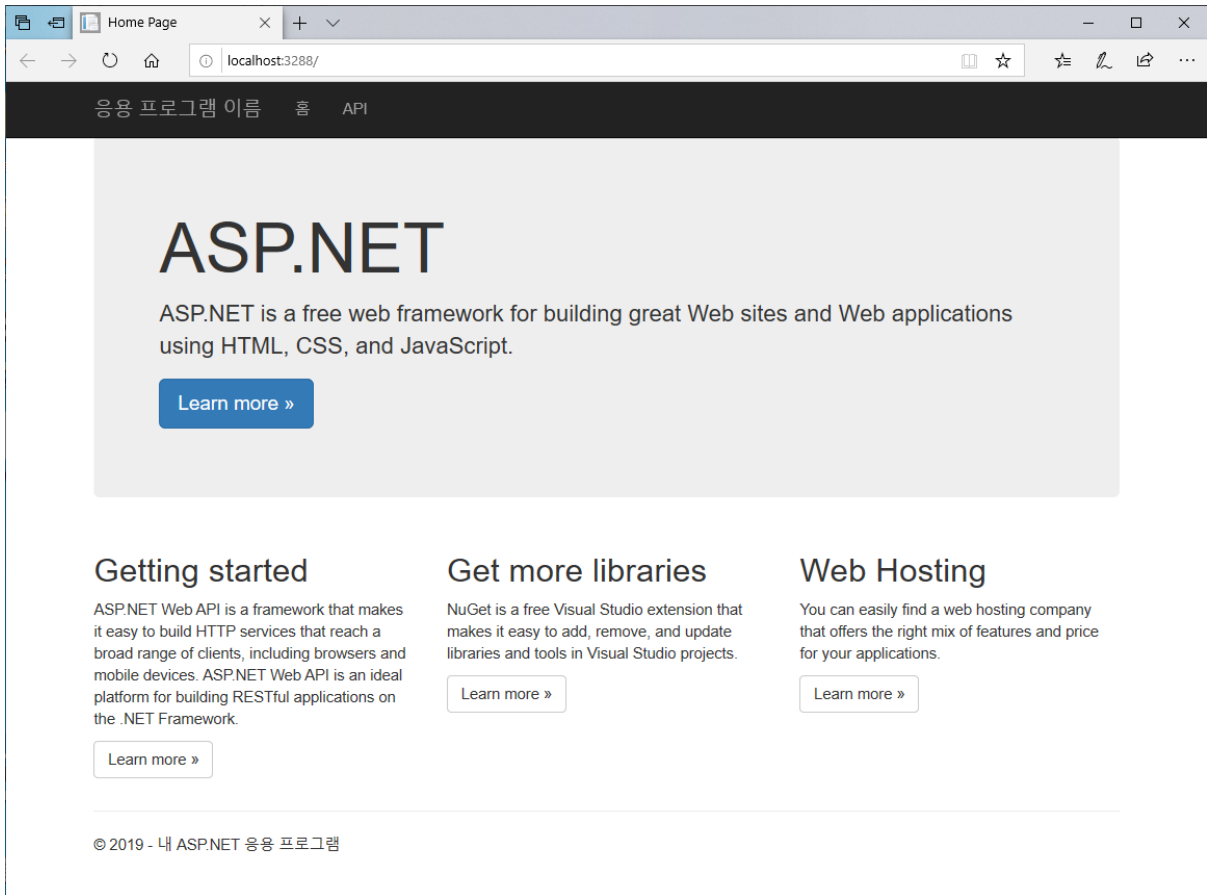 Home Page
localhost:3288/
응용 프로그램 이름 홈 API
ASP.NET
ASP.NET is a free web framework for building great Web sites and Web applications
using HTML, CSS, and JavaScript.
Learn more »
Getting started
ASP.NET Web API is a framework that makes
it easy to build HTTP services that reach a
broad range of clients, including browsers and
mobile devices. ASP.NET Web API is an ideal
platform for building RESTful applications on
the .NET Framework.
Learn more »
Get more libraries
NuGet is a free Visual Studio extension that
makes it easy to add, remove, and update
libraries and tools in Visual Studio projects.
Learn more »
Web Hosting
You can easily find a web hosting company
that offers the right mix of features and price
for your applications.
Learn more »
© 2019 - 내 ASP.NET 응용 프로그램